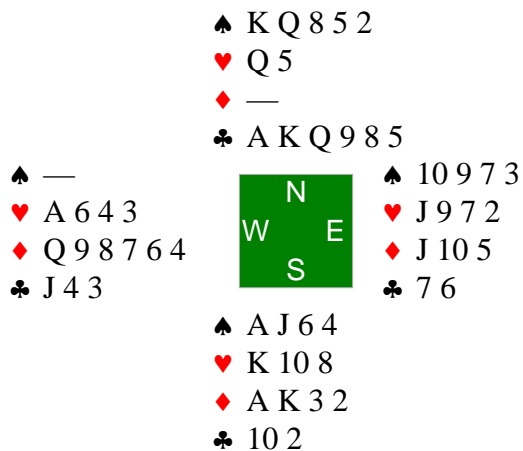 ♠ K Q 8 5 2
♥ Q 5
♦ —
♣ A K Q 9 8 5
♠ —
♥ A 6 4 3
♦ Q 9 8 7 6 4
♣ J 4 3
N
W E
S
♠ 10 9 7 3
♥ J 9 7 2
♦ J 10 5
♣ 7 6
♠ A J 6 4
♥ K 10 8
♦ A K 3 2
♣ 10 2